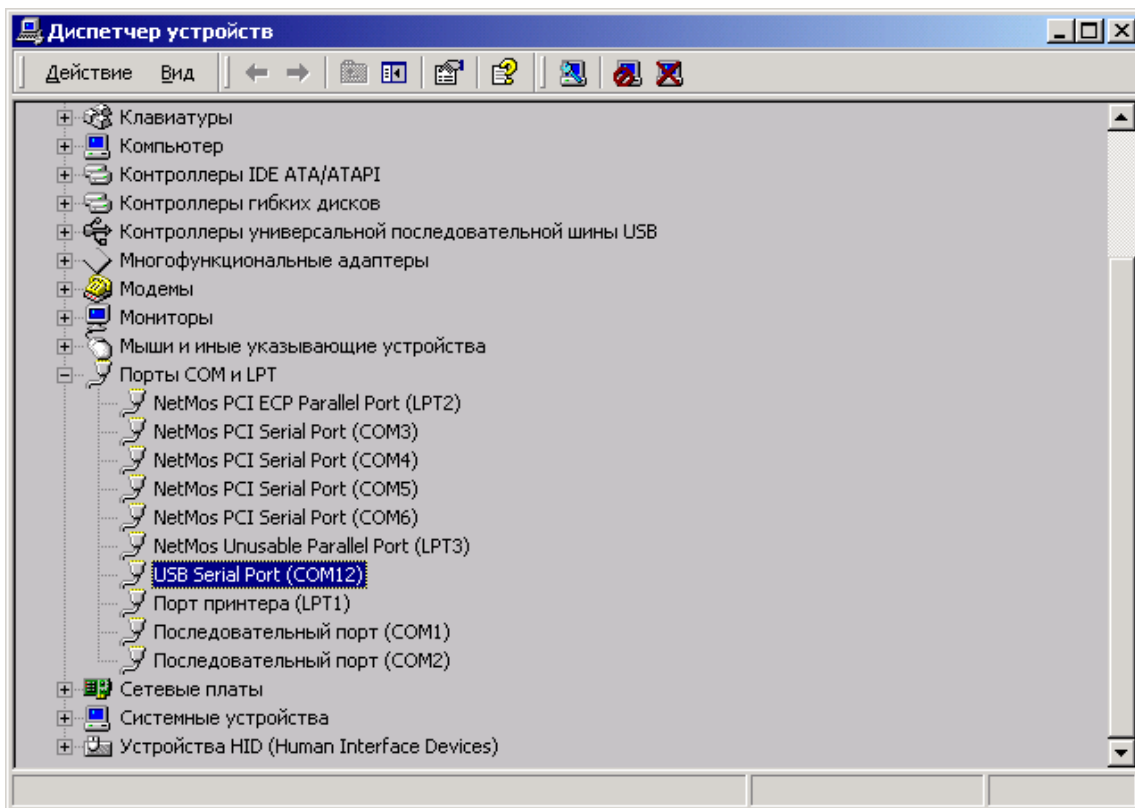 Диспетчер устройств
Действие Вид
Клавиатуры
Компьютер
Контроллеры IDE ATA/ATAPI
Контроллеры гибких дисков
Контроллеры универсальной последовательной шины USB
Многофункциональные адаптеры
Модемы
Мониторы
Мыши и иные указывающие устройства
Порты COM и LPT
NetMos PCI ECP Parallel Port (LPT2)
NetMos PCI Serial Port (COM3)
NetMos PCI Serial Port (COM4)
NetMos PCI Serial Port (COM5)
NetMos PCI Serial Port (COM6)
NetMos Unusable Parallel Port (LPT3)
USB Serial Port (COM12)
Порт принтера (LPT1)
Последовательный порт (COM1)
Последовательный порт (COM2)
Сетевые платы
Системные устройства
Устройства HID (Human Interface Devices)